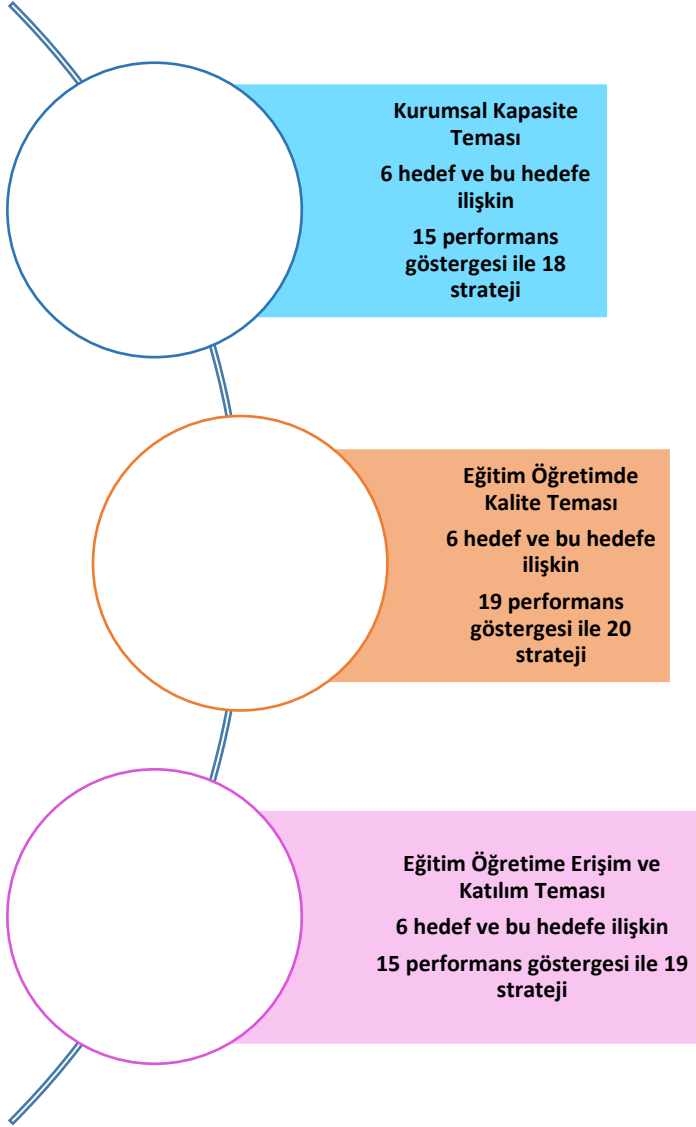 Kurumsal Kapasite
Teması
6 hedef ve bu hedefe
ilişkin
15 performans
göstergesi ile 18
strateji
Eğitim Öğretimde
Kalite Teması
6 hedef ve bu hedefe
ilişkin
19 performans
göstergesi ile 20
strateji
Eğitim Öğretime Erişim ve
Katılım Teması
6 hedef ve bu hedefe ilişkin
15 performans göstergesi ile 19
strateji